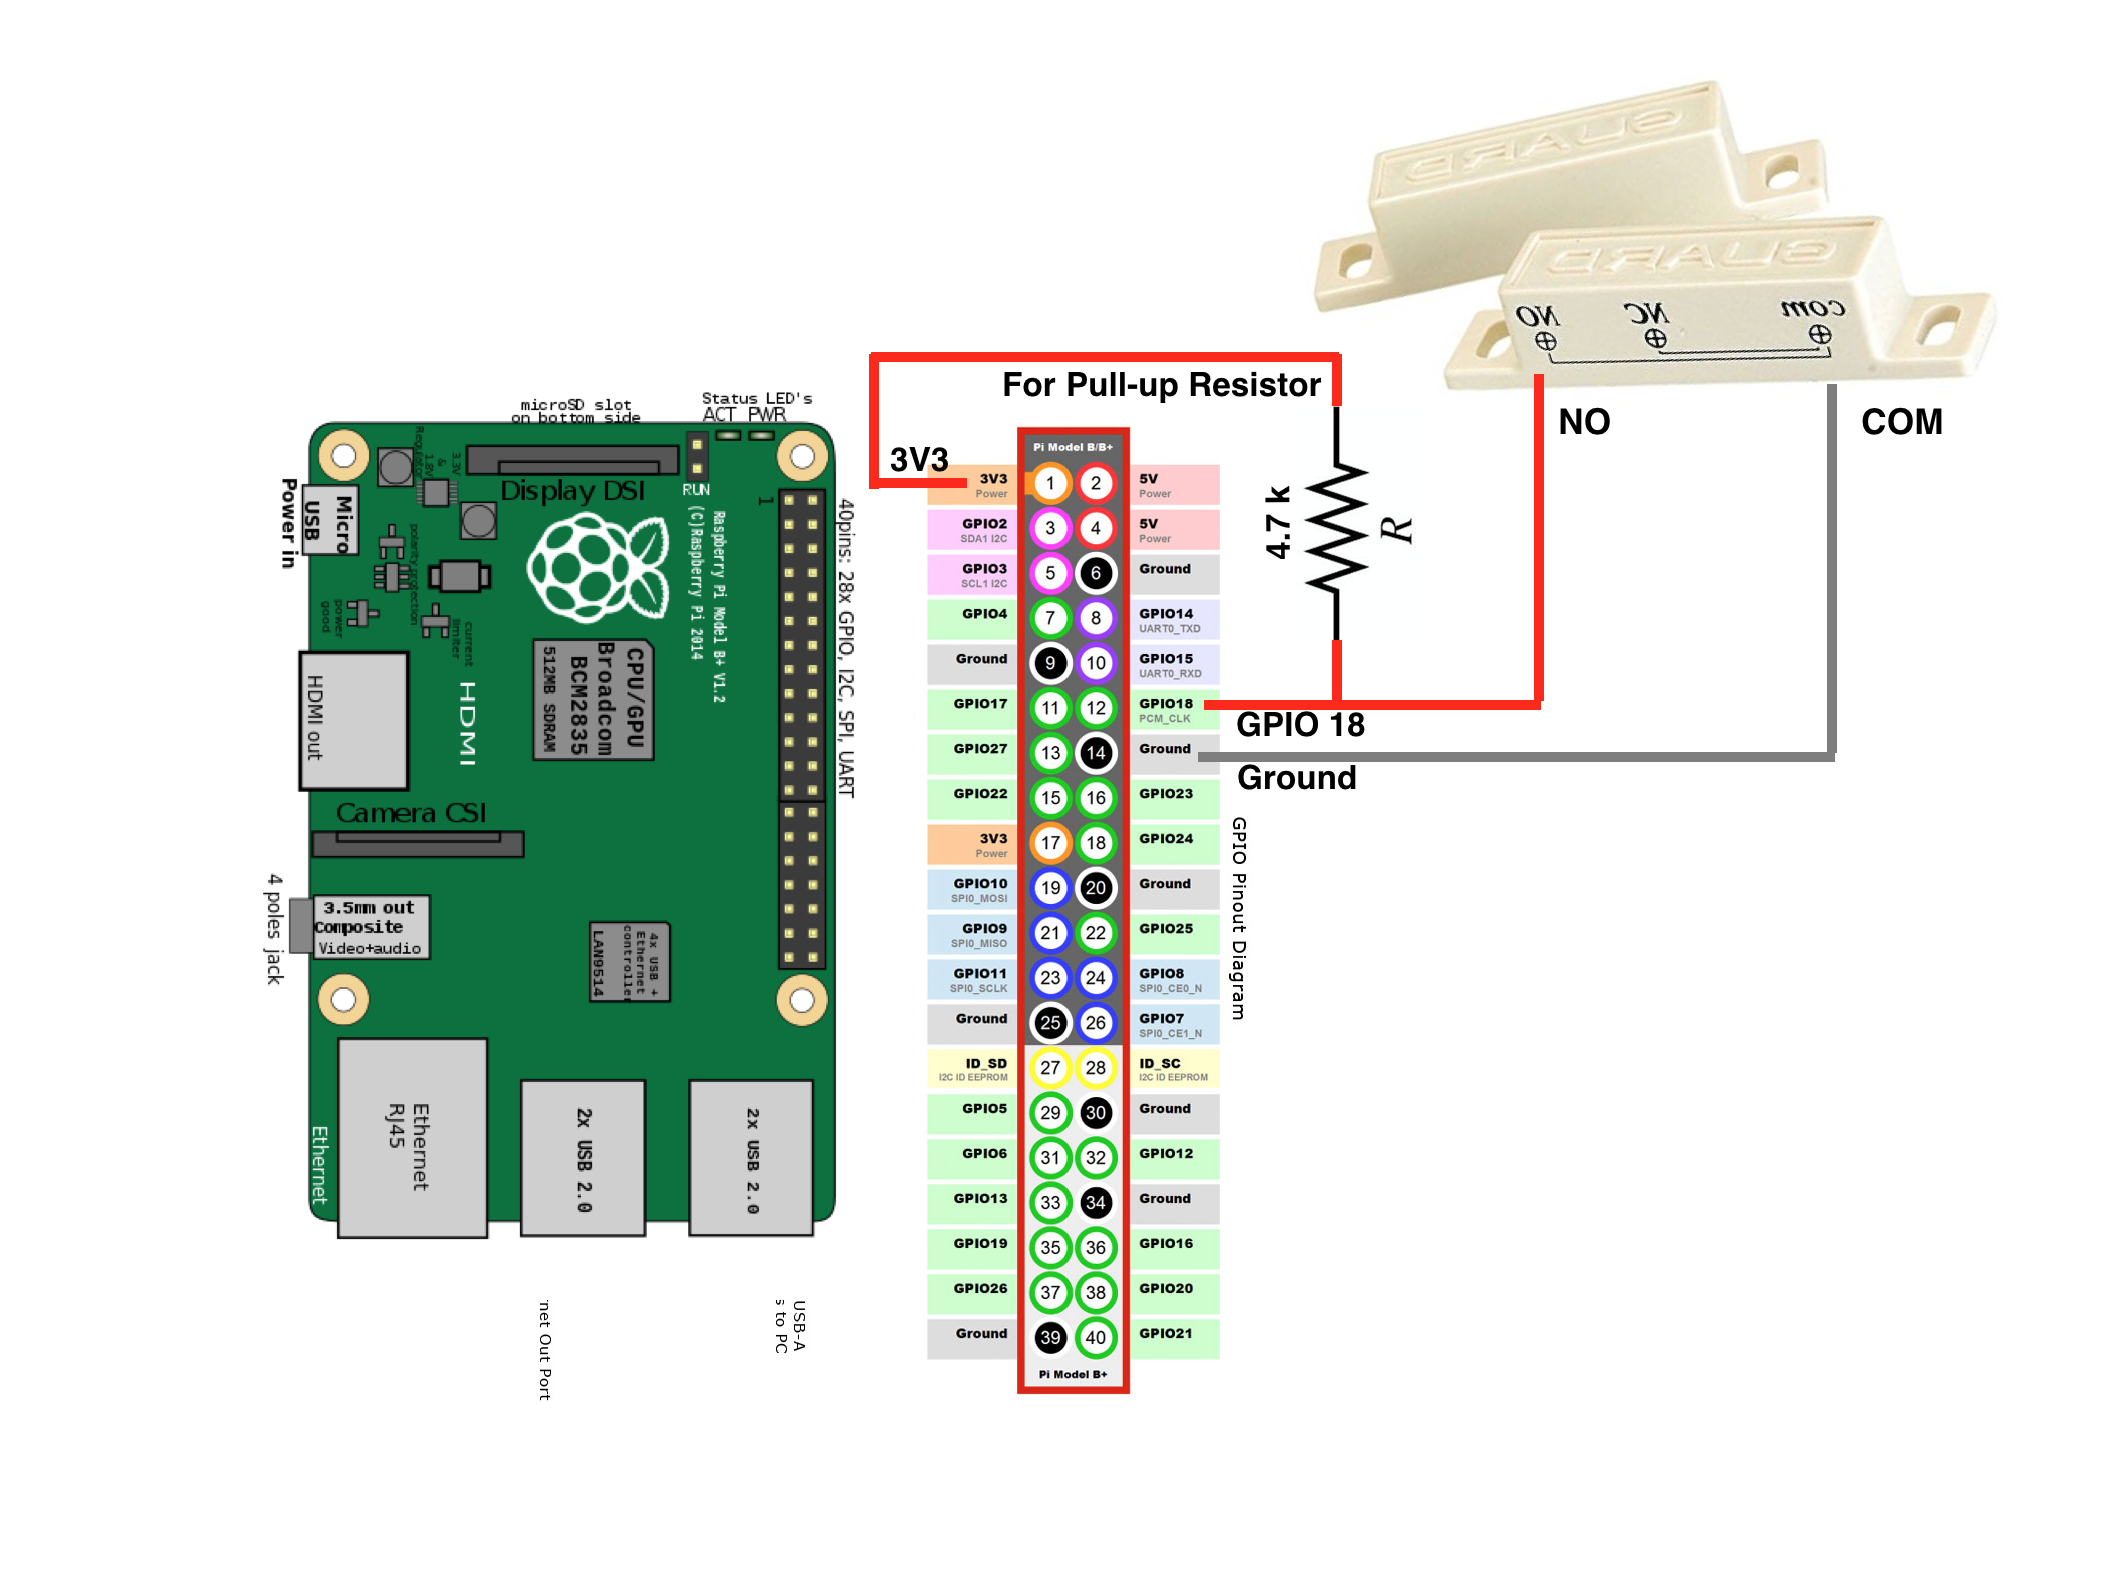 GUARD
GUARD
NO NC com
NO
COM
For Pull-up Resistor
3V3
4.7 k
R
GPIO 18
Ground
microSD slot
on bottom side
Status LED's
ACT PWR
RUN
Display DSI
Regulator
&
1.8V
3.3V
Micro
USB
Power in
polarity protection
power
good
current
limiter
Raspberry Pi Model B+ V1.2
(C)Raspberry Pi 2014
1
40pins: 28x GPIO, I2C, SPI, UART
CPU/GPU
Broadcom
BCM2835
512MB SDRAM
HDMI out
HDMI
Camera CSI
4 poles jack
3.5mm out
Composite
Video+audio
4x USB +
Ethernet
controller
LAN9514
Ethernet
RJ45
Ethernet
2x USB 2.0
2x USB 2.0
net Out Port
USB-A
s to PC
Pi Model B/B+
3V3 1 2 5V
Power Power
GPIO2 3 4 5V
SDA1 I2C Power
GPIO3 5 6 Ground
SCL1 I2C
GPIO4 7 8 GPIO14
UART0_TXD
Ground 9 10 GPIO15
UART0_RXD
GPIO17 11 12 GPIO18
PCM_CLK
GPIO27 13 14 Ground
GPIO22 15 16 GPIO23
3V3 17 18 GPIO24
Power
GPIO10 19 20 Ground
SPI0_MOSI
GPIO9 21 22 GPIO25
SPI0_MISO
GPIO11 23 24 GPIO8
SPI0_SCLK SPI0_CE0_N
Ground 25 26 GPIO7
SPI0_CE1_N
ID_SD 27 28 ID_SC
I2C ID EEPROM I2C ID EEPROM
GPIO5 29 30 Ground
GPIO6 31 32 GPIO12
GPIO13 33 34 Ground
GPIO19 35 36 GPIO16
GPIO26 37 38 GPIO20
Ground 39 40 GPIO21
Pi Model B+
GPIO Pinout Diagram